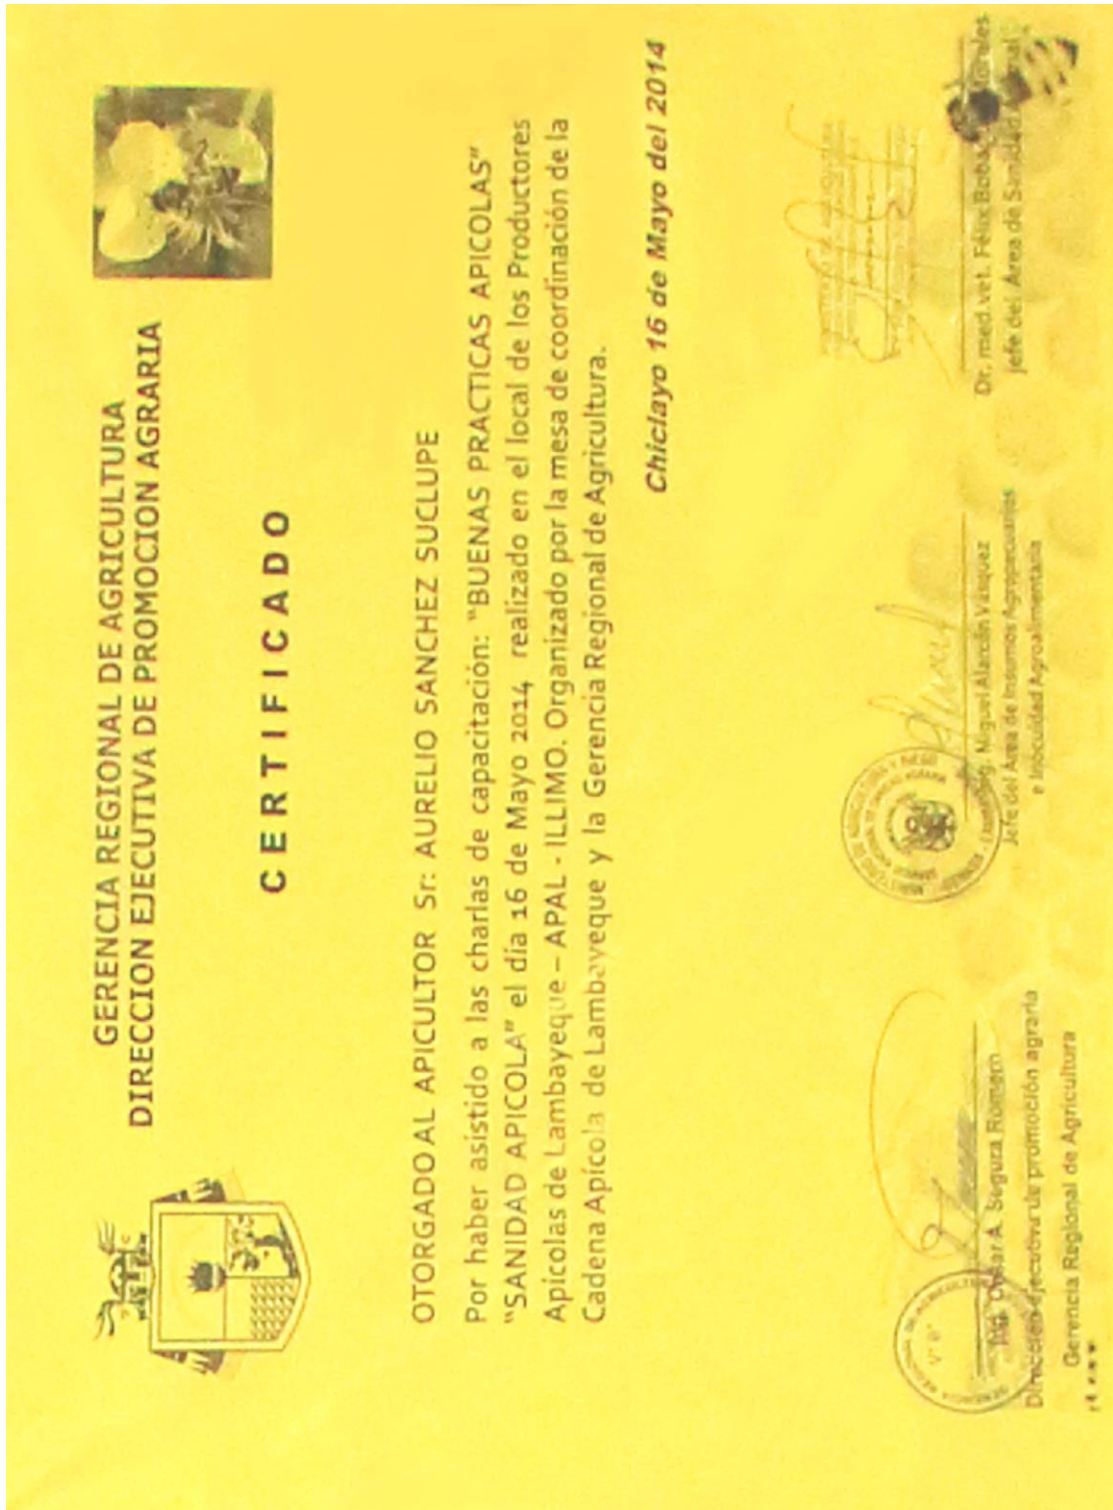 GERENCIA REGIONAL DE AGRICULTURA
DIRECCION EJECUTIVA DE PROMOCION AGRARIA
CERTIFICADO
OTORGADO AL APICULTOR Sr: AURELIO SANCHEZ SUCLUPE
Por haber asistido a las charlas de capacitación: "BUENAS PRACTICAS APICOLAS"
"SANIDAD APICOLA" el día 16 de Mayo 2014 realizado en el local de los Productores
Apícolas de Lambayeque – APAL - ILLIMO. Organizado por la mesa de coordinación de la
Cadena Apícola de Lambayeque y la Gerencia Regional de Agricultura.
Chiclayo 16 de Mayo del 2014
Ing. César A. Segura Romero
Dirección ejecutiva de promoción agraria
Gerencia Regional de Agricultura
Ing. Miguel Alarcón Vásquez
Jefe del Área de Insumos Agropecuarios
e Inocuidad Agroalimentaria
Dr. med.vet. Félix
jefe del Área de Sanidad